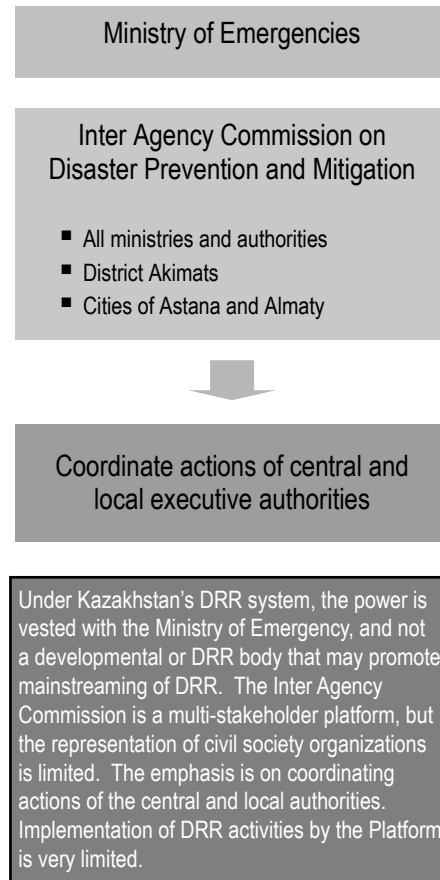 Ministry of Emergencies
Inter Agency Commission on
Disaster Prevention and Mitigation
▪ All ministries and authorities
▪ District Akimats
▪ Cities of Astana and Almaty
Coordinate actions of central and
local executive authorities
Under Kazakhstan's DRR system, the power is
vested with the Ministry of Emergency, and not
a developmental or DRR body that may promote
mainstreaming of DRR.  The Inter Agency
Commission is a multi-stakeholder platform, but
the representation of civil society organizations
is limited.  The emphasis is on coordinating
actions of the central and local authorities.
Implementation of DRR activities by the Platform
is very limited.